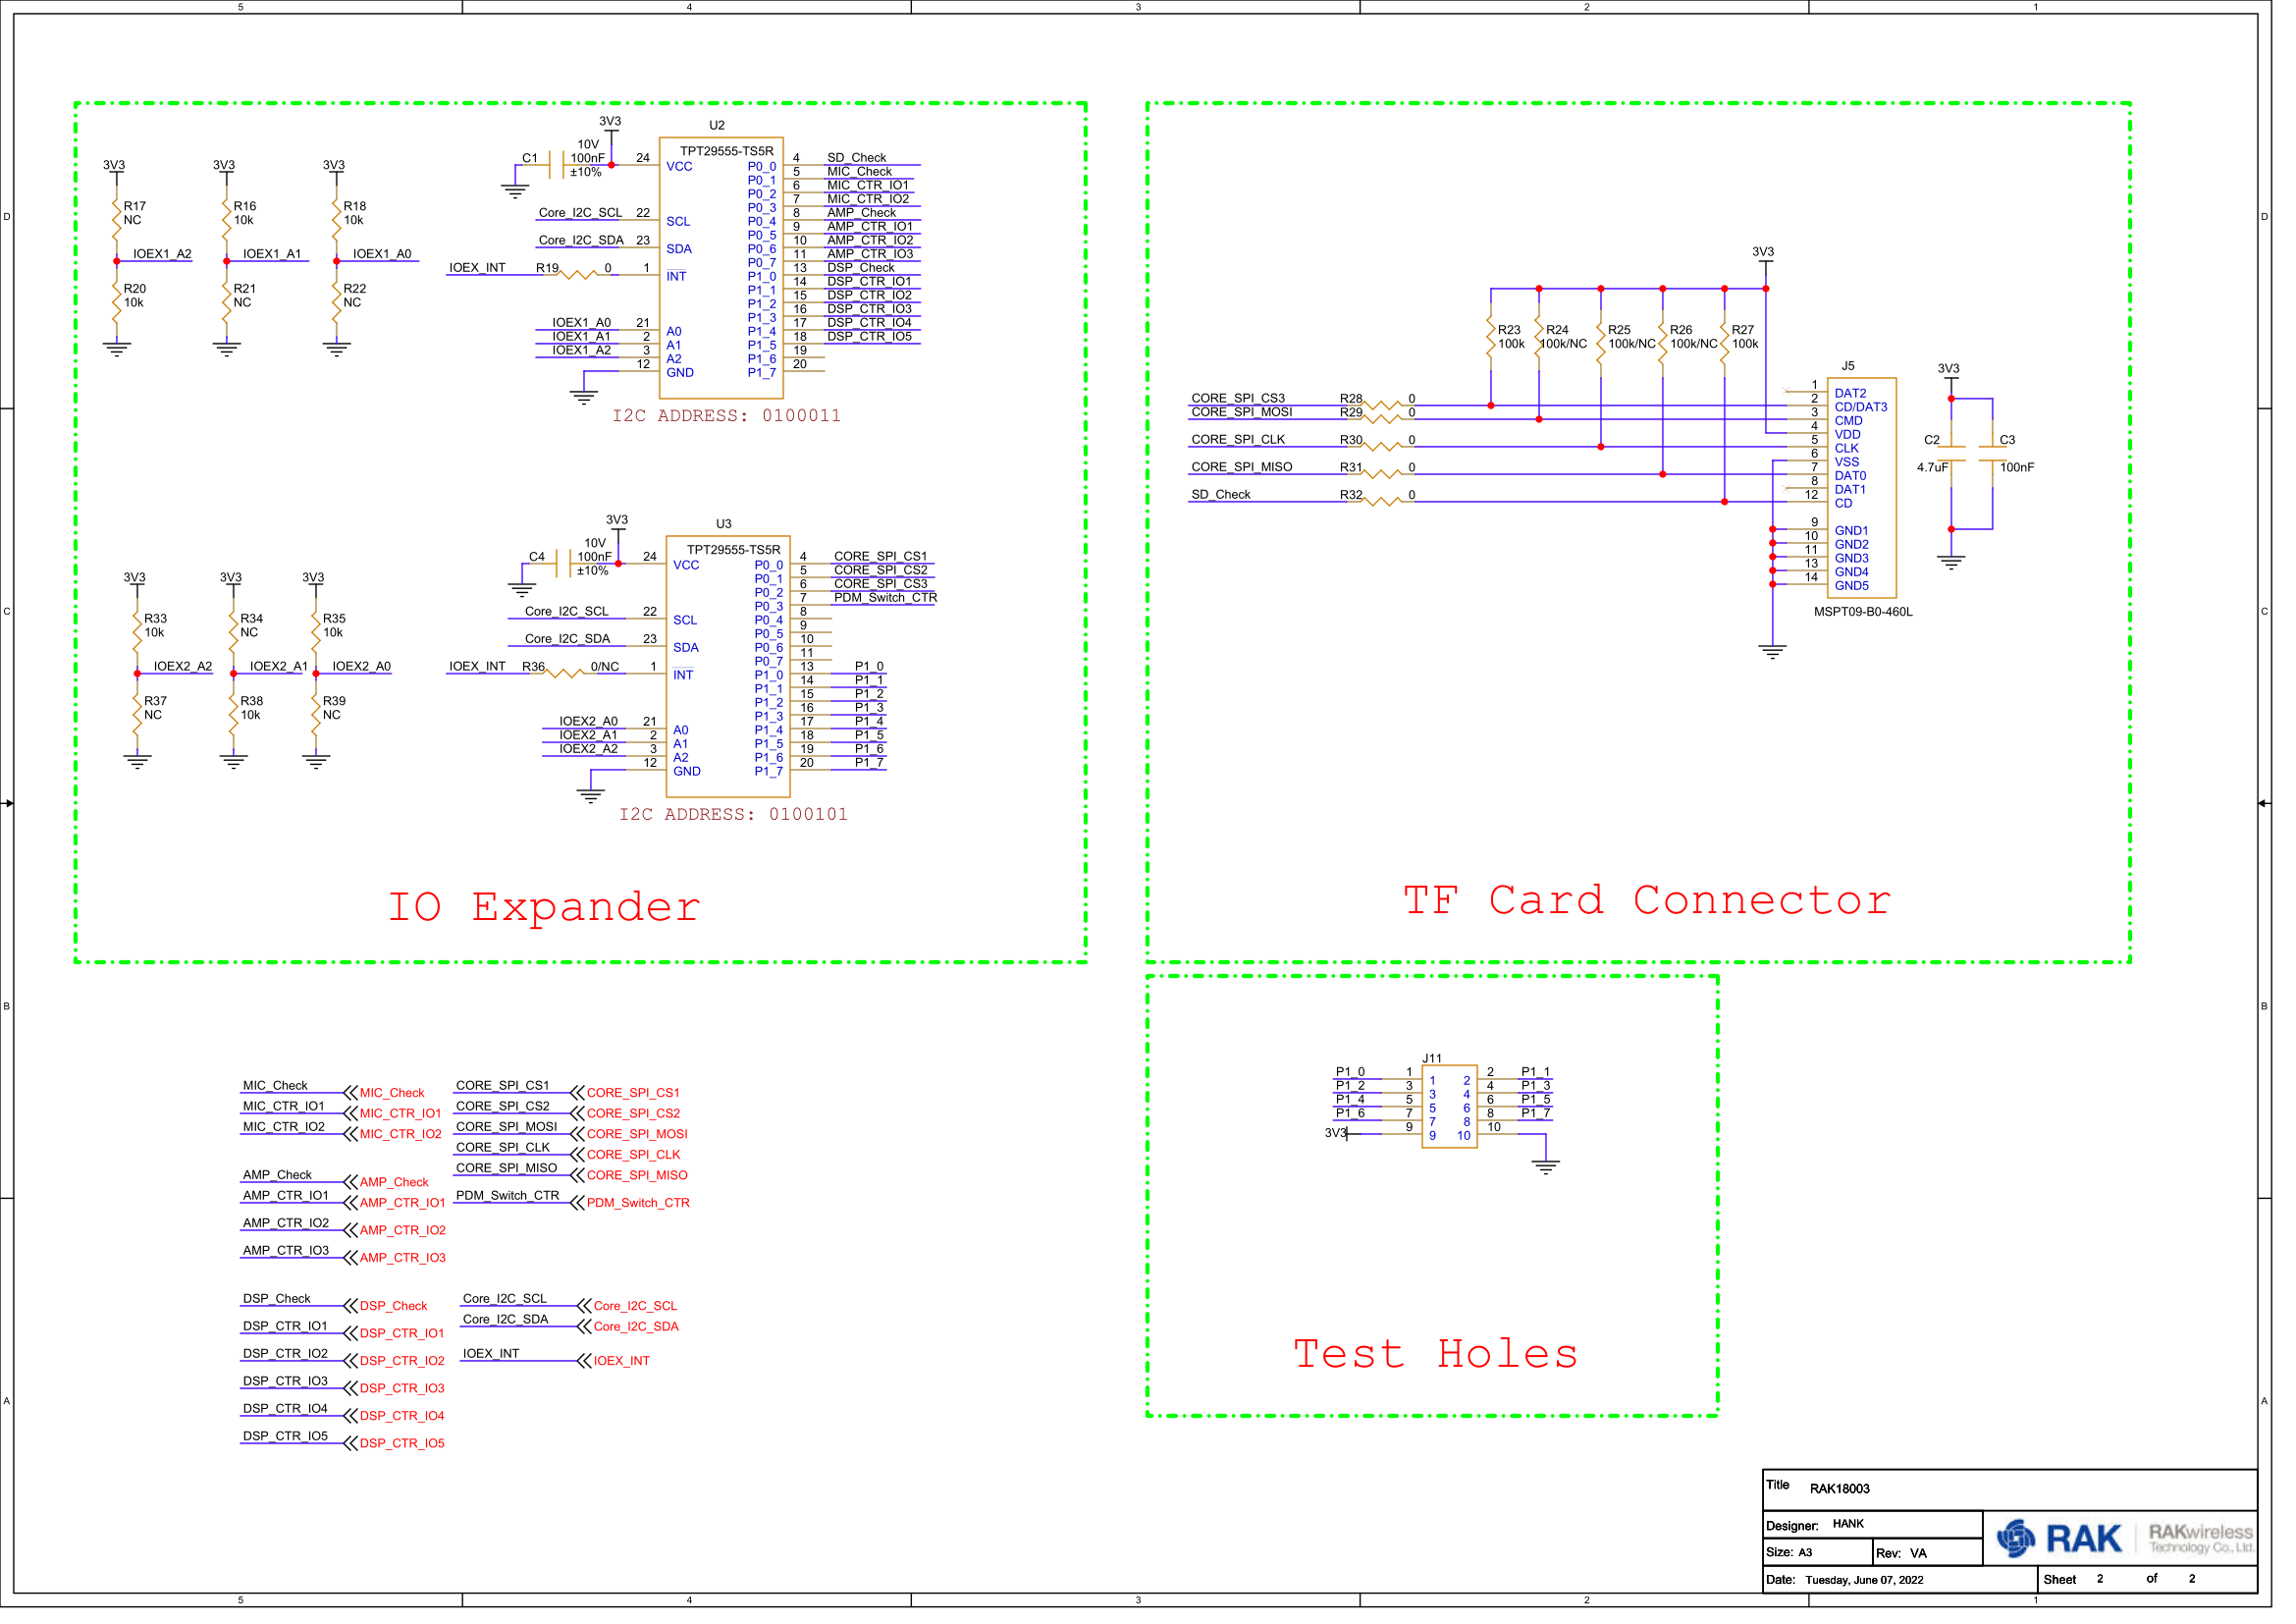 5 4 3 2 1
D
D
C
C
B
B
A
A
3V3
R17
NC
IOEX1_A2
R20
10k
3V3
R16
10k
IOEX1_A1
R21
NC
3V3
R18
10k
IOEX1_A0
R22
NC
U2
TPT29555-TS5R
3V3
C1
10V
100nF
±10%
24 VCC
Core_I2C_SCL 22 SCL
Core_I2C_SDA 23 SDA
IOEX_INT R19 0 1 INT
IOEX1_A0 21 A0
IOEX1_A1 2 A1
IOEX1_A2 3 A2
12 GND
P0_0 4 SD_Check
P0_1 5 MIC_Check
P0_2 6 MIC_CTR_IO1
P0_3 7 MIC_CTR_IO2
P0_4 8 AMP_Check
P0_5 9 AMP_CTR_IO1
P0_6 10 AMP_CTR_IO2
P0_7 11 AMP_CTR_IO3
P1_0 13 DSP_Check
P1_1 14 DSP_CTR_IO1
P1_2 15 DSP_CTR_IO2
P1_3 16 DSP_CTR_IO3
P1_4 17 DSP_CTR_IO4
P1_5 18 DSP_CTR_IO5
P1_6 19
P1_7 20
I2C ADDRESS: 0100011
3V3
R33
10k
IOEX2_A2
R37
NC
3V3
R34
NC
IOEX2_A1
R38
10k
3V3
R35
10k
IOEX2_A0
R39
NC
U3
TPT29555-TS5R
3V3
C4
10V
100nF
±10%
24 VCC
Core_I2C_SCL 22 SCL
Core_I2C_SDA 23 SDA
IOEX_INT R36 0/NC 1 INT
IOEX2_A0 21 A0
IOEX2_A1 2 A1
IOEX2_A2 3 A2
12 GND
P0_0 4 CORE_SPI_CS1
P0_1 5 CORE_SPI_CS2
P0_2 6 CORE_SPI_CS3
P0_3 7 PDM_Switch_CTR
P0_4 8
P0_5 9
P0_6 10
P0_7 11
P1_0 13 P1_0
P1_1 14 P1_1
P1_2 15 P1_2
P1_3 16 P1_3
P1_4 17 P1_4
P1_5 18 P1_5
P1_6 19 P1_6
P1_7 20 P1_7
I2C ADDRESS: 0100101
IO Expander
3V3
R23
100k
R24
100k/NC
R25
100k/NC
R26
100k/NC
R27
100k
CORE_SPI_CS3 R28 0
CORE_SPI_MOSI R29 0
CORE_SPI_CLK R30 0
CORE_SPI_MISO R31 0
SD_Check R32 0
J5
1 DAT2
2 CD/DAT3
3 CMD
4 VDD
5 CLK
6 VSS
7 DAT0
8 DAT1
12 CD
9 GND1
10 GND2
11 GND3
13 GND4
14 GND5
MSPT09-B0-460L
3V3
C2
4.7uF
C3
100nF
TF Card Connector
MIC_Check MIC_Check
MIC_CTR_IO1 MIC_CTR_IO1
MIC_CTR_IO2 MIC_CTR_IO2
AMP_Check AMP_Check
AMP_CTR_IO1 AMP_CTR_IO1
AMP_CTR_IO2 AMP_CTR_IO2
AMP_CTR_IO3 AMP_CTR_IO3
DSP_Check DSP_Check
DSP_CTR_IO1 DSP_CTR_IO1
DSP_CTR_IO2 DSP_CTR_IO2
DSP_CTR_IO3 DSP_CTR_IO3
DSP_CTR_IO4 DSP_CTR_IO4
DSP_CTR_IO5 DSP_CTR_IO5
CORE_SPI_CS1 CORE_SPI_CS1
CORE_SPI_CS2 CORE_SPI_CS2
CORE_SPI_MOSI CORE_SPI_MOSI
CORE_SPI_CLK CORE_SPI_CLK
CORE_SPI_MISO CORE_SPI_MISO
PDM_Switch_CTR PDM_Switch_CTR
Core_I2C_SCL Core_I2C_SCL
Core_I2C_SDA Core_I2C_SDA
IOEX_INT IOEX_INT
J11
P1_0 1 1 2 2 P1_1
P1_2 3 3 4 4 P1_3
P1_4 5 5 6 6 P1_5
P1_6 7 7 8 8 P1_7
3V3 9 9 10 10
Test Holes
Title RAK18003
Designer: HANK
Size: A3 Rev: VA
RAK RAKwireless
Technology Co., Ltd.
Date: Tuesday, June 07, 2022 Sheet 2 of 2
5 4 3 2 1